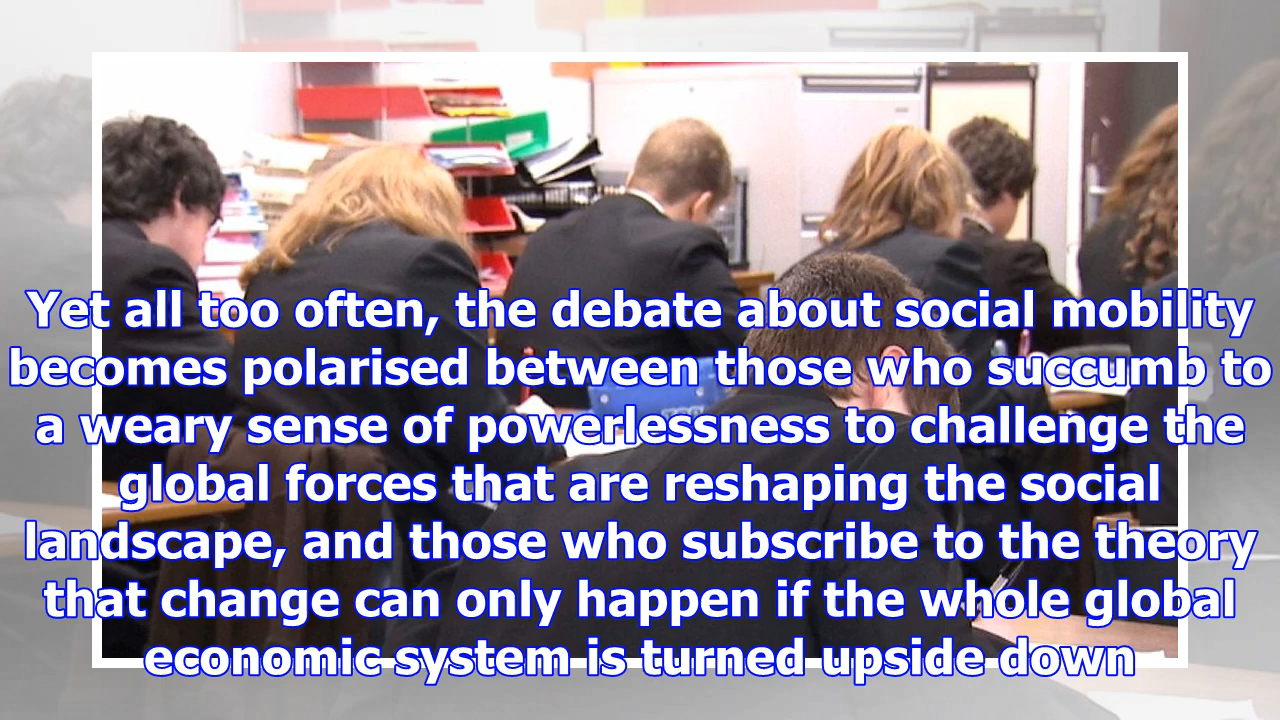 Yet all too often, the debate about social mobility
becomes polarised between those who succumb to
a weary sense of powerlessness to challenge the
global forces that are reshaping the social
landscape, and those who subscribe to the theory
that change can only happen if the whole global
economic system is turned upside down